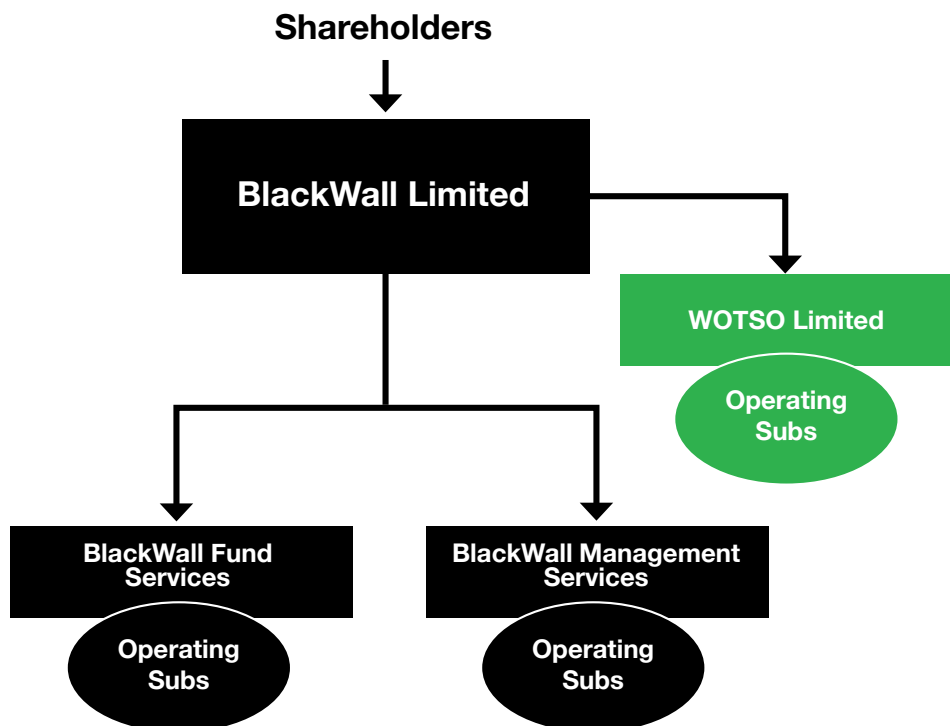 Shareholders
BlackWall Limited
WOTSO Limited
Operating
Subs
BlackWall Fund
Services
Operating
Subs
BlackWall Management
Services
Operating
Subs